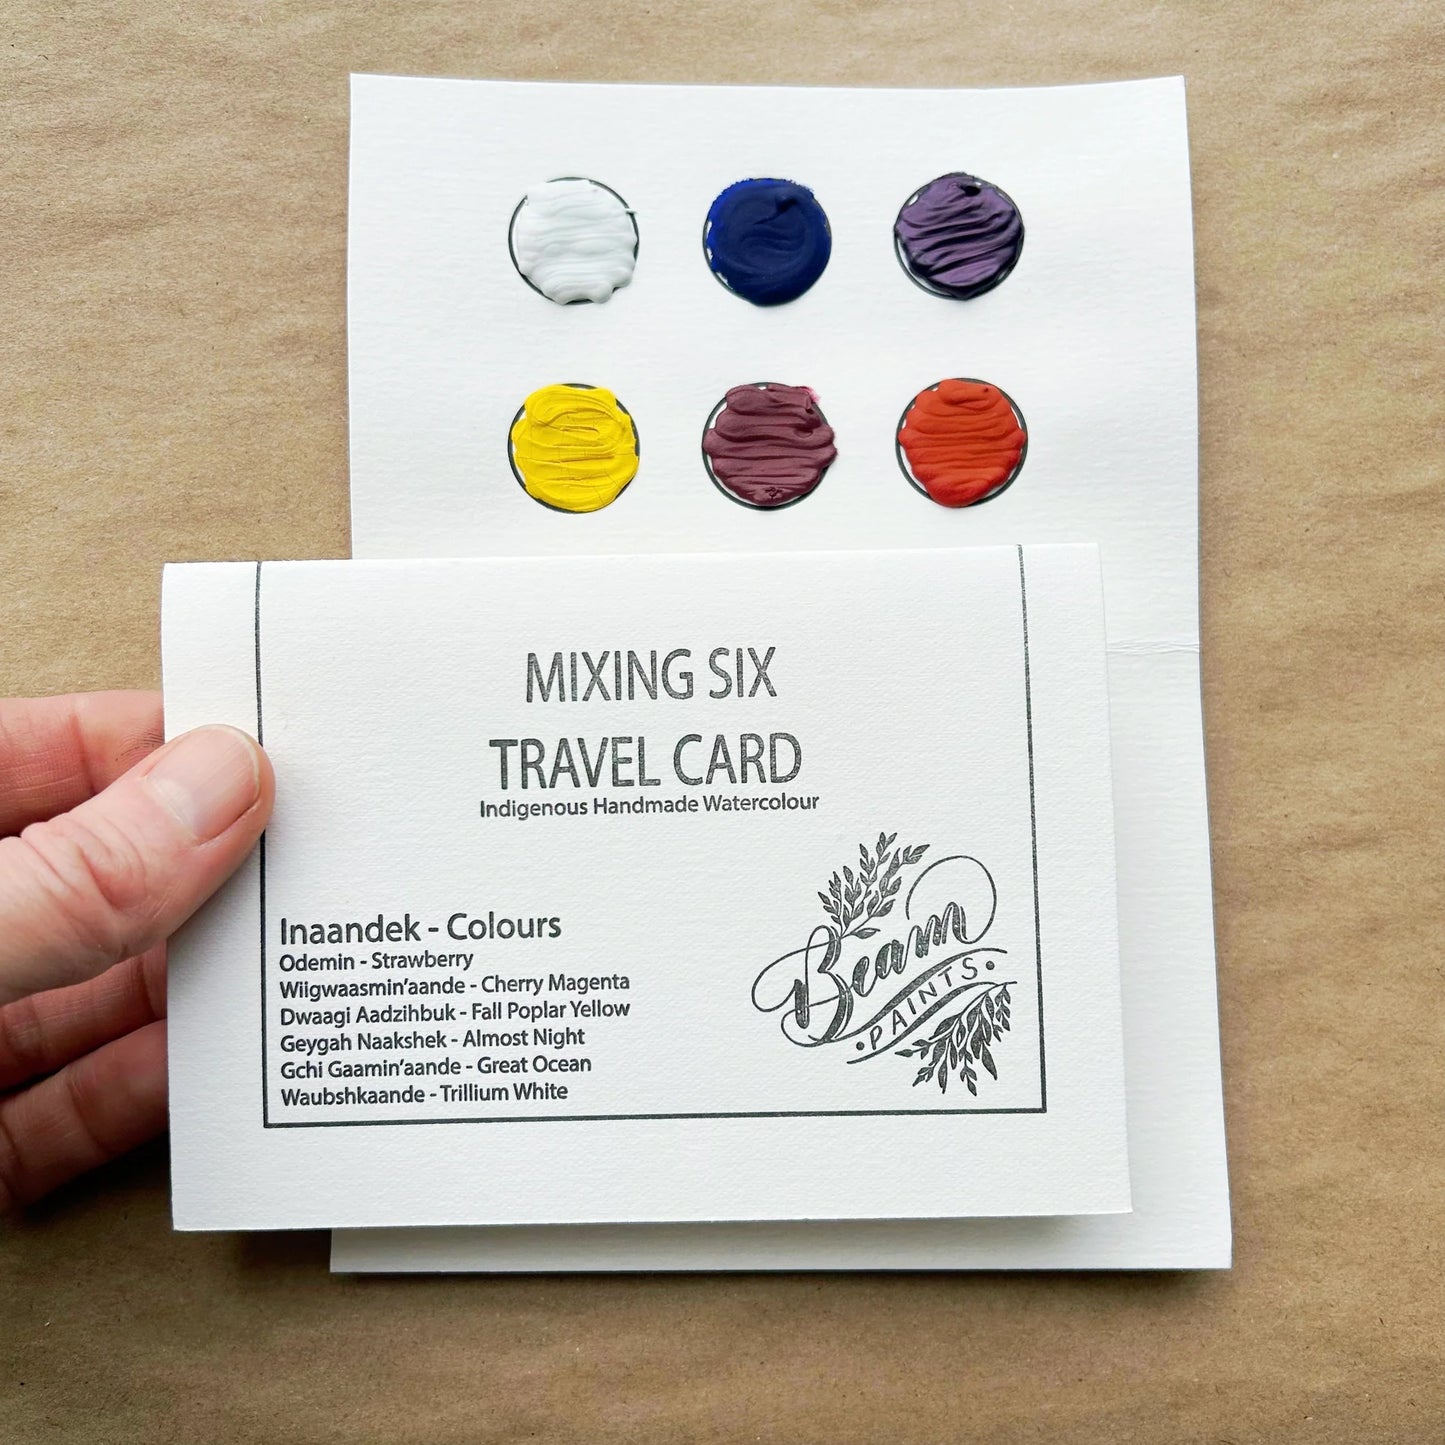 MIXING SIX
TRAVEL CARD
Indigenous Handmade Watercolour
Inaandek - Colours
Odemin - Strawberry
Wiigwaasmin'aande - Cherry Magenta
Dwaagi Aadzihbuk - Fall Poplar Yellow
Geygah Naakshek - Almost Night
Gchi Gaamin'aande - Great Ocean
Waubshkaande - Trillium White
Beam
• PAINTS •